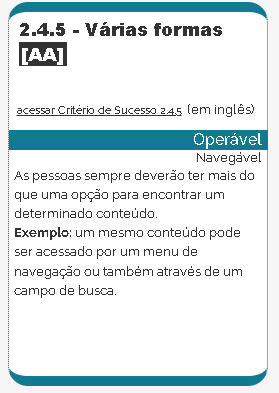 2.4.5 - Várias formas
[AA]
acessar Critério de Sucesso 2.4.5 (em inglês)
Operável
Navegável
As pessoas sempre deverão ter mais do
que uma opção para encontrar um
determinado conteúdo.
Exemplo: um mesmo conteúdo pode
ser acessado por um menu de
navegação ou também através de um
campo de busca.